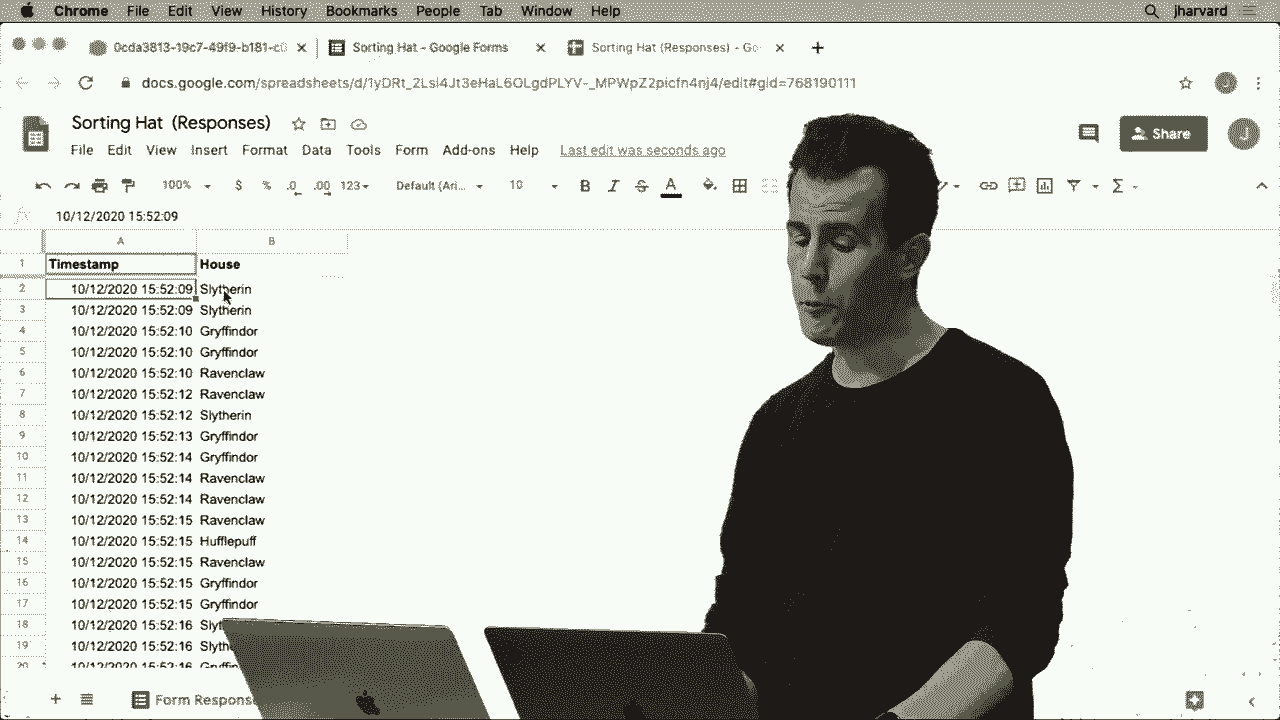 Chrome File Edit View History Bookmarks People Tab Window Help jharvard
0cda3813-19c7-49f9-b181-c Sorting Hat - Google Forms Sorting Hat (Responses) - Go
docs.google.com/spreadsheets/d/1yDRt_2LsI4Jt3eHaL6OLgdPLYV-_MPWpZ2picfn4nj4/edit#gid=768190111
Sorting Hat (Responses)
Share
J
File Edit View Insert Format Data Tools Form Add-ons Help Last edit was seconds ago
100% $ % .0 .00 123 Default (Ari... 10 B I S A
fx 10/12/2020 15:52:09
A B
1 Timestamp House
2 10/12/2020 15:52:09 Slytherin
3 10/12/2020 15:52:09 Slytherin
4 10/12/2020 15:52:10 Gryffindor
5 10/12/2020 15:52:10 Gryffindor
6 10/12/2020 15:52:10 Ravenclaw
7 10/12/2020 15:52:12 Ravenclaw
8 10/12/2020 15:52:12 Slytherin
9 10/12/2020 15:52:13 Gryffindor
10 10/12/2020 15:52:14 Gryffindor
11 10/12/2020 15:52:14 Ravenclaw
12 10/12/2020 15:52:14 Ravenclaw
13 10/12/2020 15:52:15 Ravenclaw
14 10/12/2020 15:52:15 Hufflepuff
15 10/12/2020 15:52:15 Ravenclaw
16 10/12/2020 15:52:15 Gryffindor
17 10/12/2020 15:52:15 Gryffindor
18 10/12/2020 15:52:16 Slyt
19 10/12/2020 15:52:16 Slyth
20 10/12/2020 15:52:16 Gryffin
Form Respons